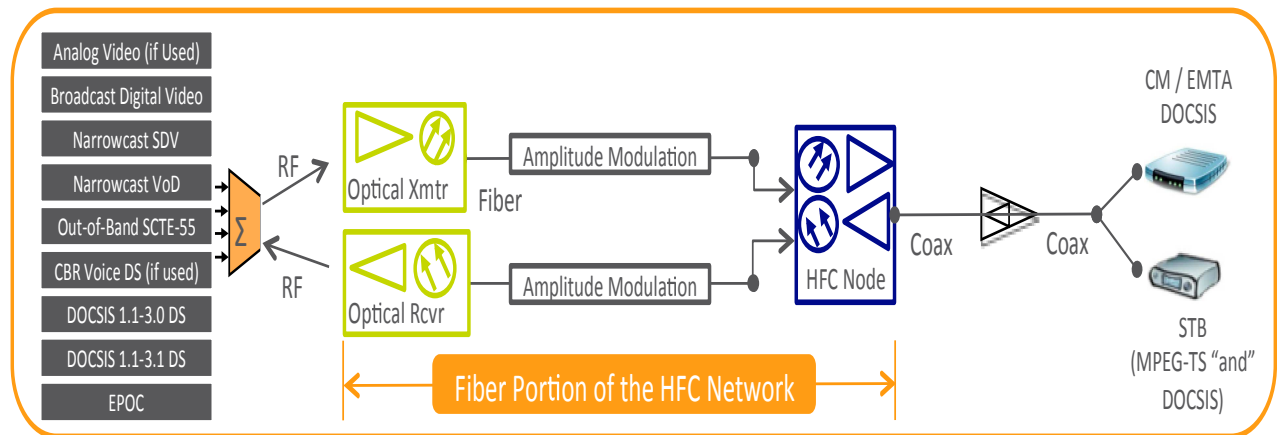 Analog Video (if Used)
Broadcast Digital Video
Narrowcast SDV
Narrowcast VoD
Out-of-Band SCTE-55
CBR Voice DS (if used)
DOCSIS 1.1-3.0 DS
DOCSIS 1.1-3.1 DS
EPOC
Σ
RF
RF
Optical Xmtr
Optical Rcvr
Fiber
Amplitude Modulation
Amplitude Modulation
HFC Node
Coax
Coax
CM / EMTA
DOCSIS
STB
(MPEG-TS “and”
DOCSIS)
Fiber Portion of the HFC Network